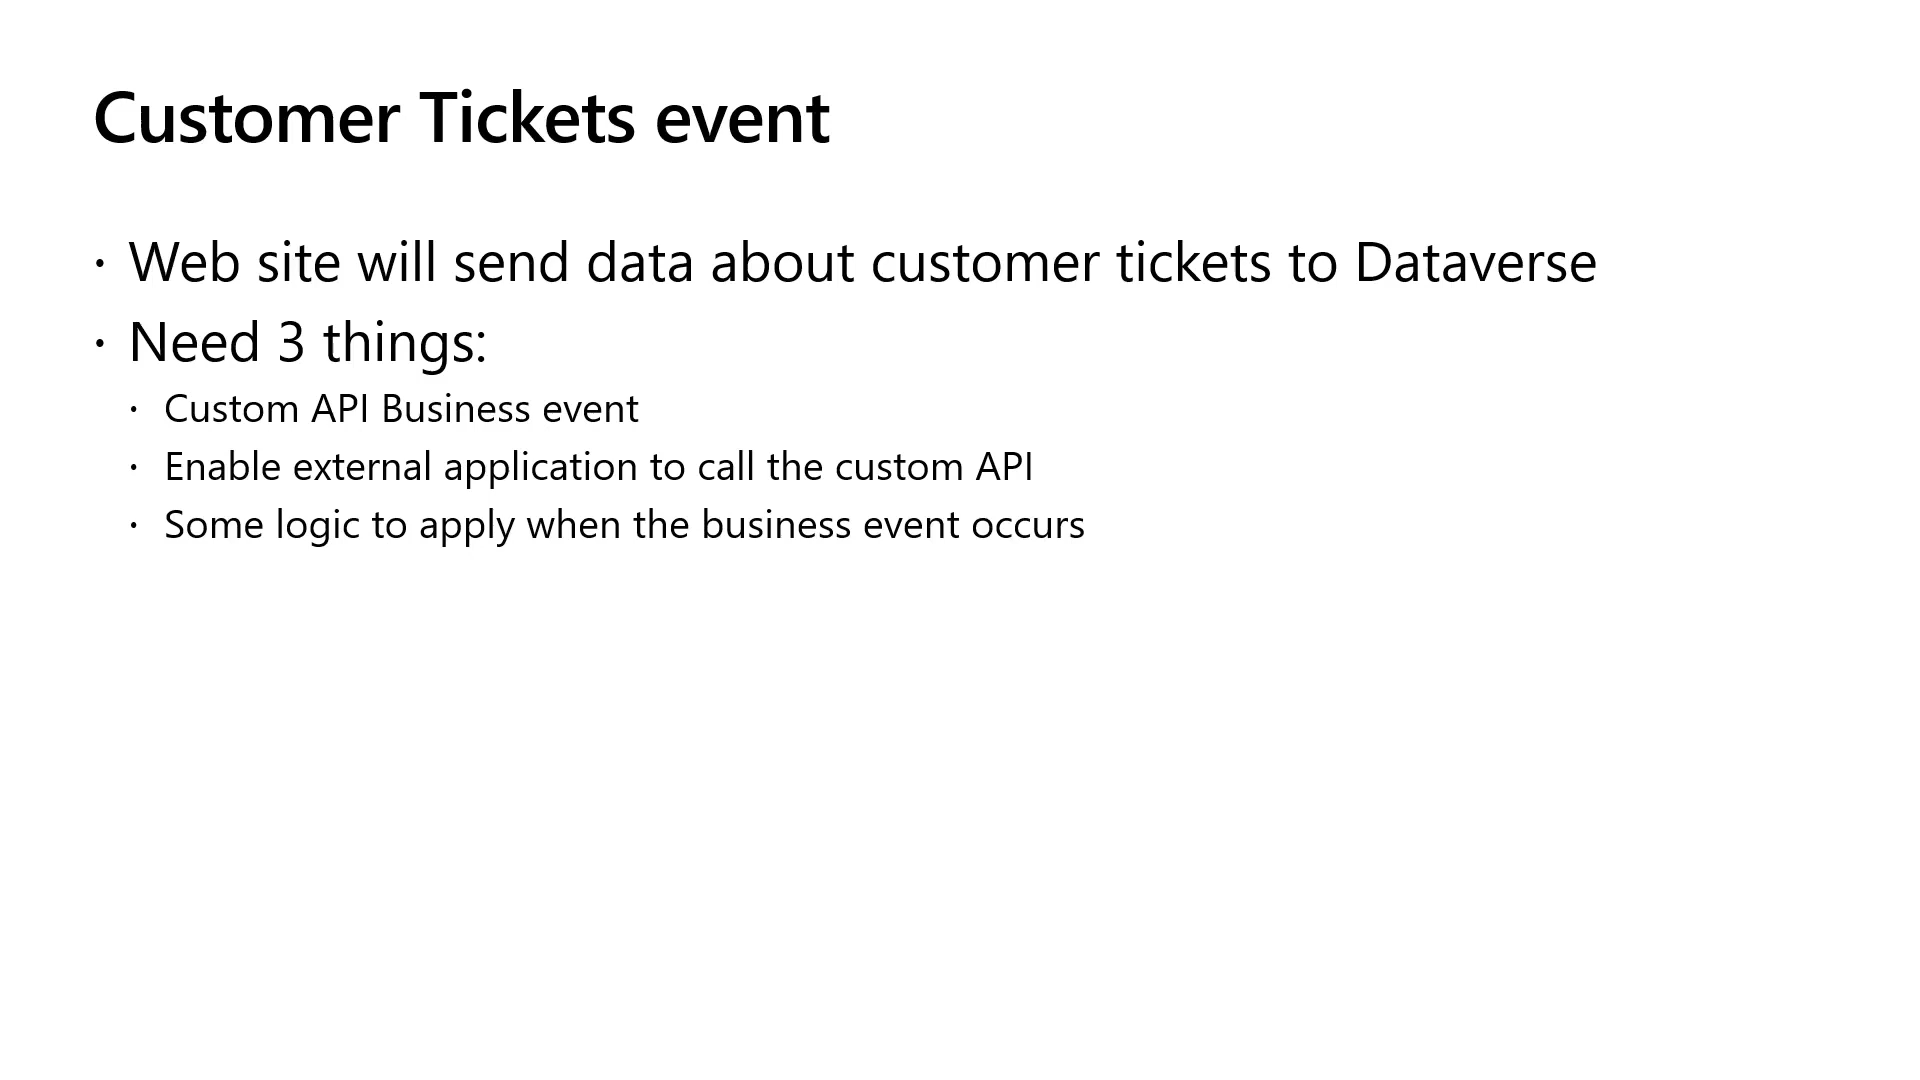 Customer Tickets event
· Web site will send data about customer tickets to Dataverse
· Need 3 things:
· Custom API Business event
· Enable external application to call the custom API
· Some logic to apply when the business event occurs